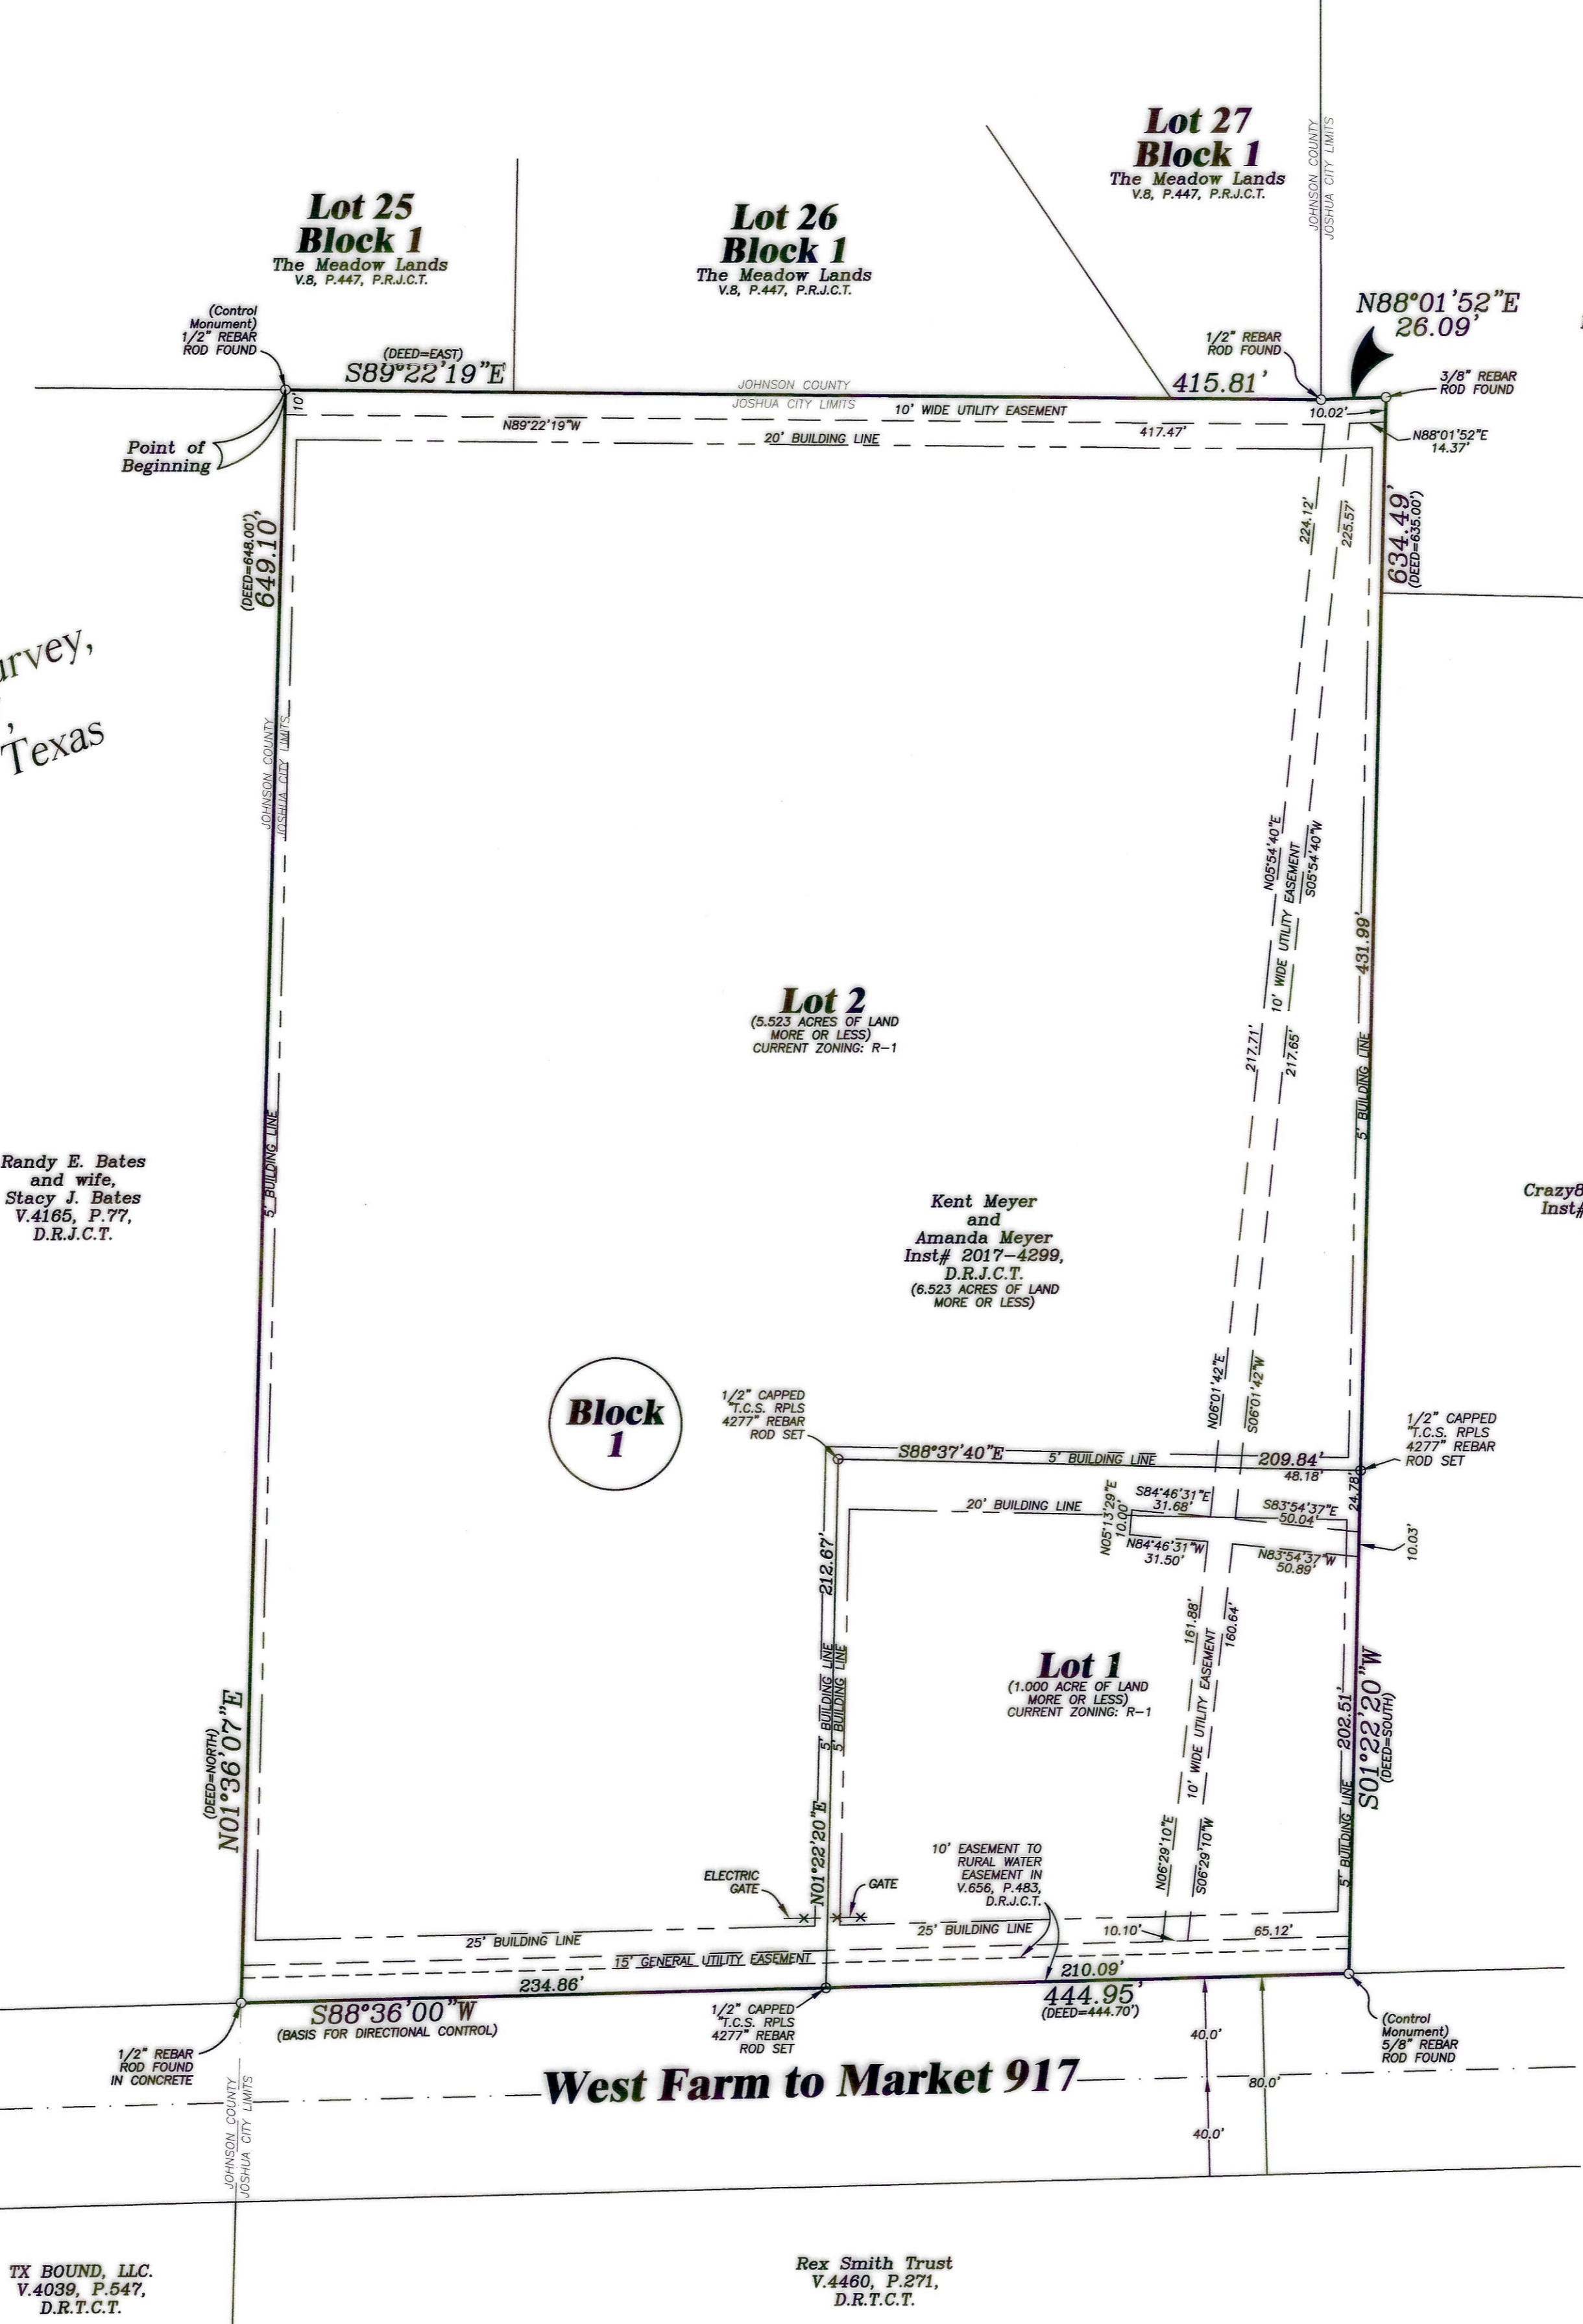 Lot 27
Block 1
The Meadow Lands
V.8, P.447, P.R.J.C.T.
JOHNSON COUNTY
JOSHUA CITY LIMITS
Lot 25
Block 1
The Meadow Lands
V.8, P.447, P.R.J.C.T.
Lot 26
Block 1
The Meadow Lands
V.8, P.447, P.R.J.C.T.
N88°01'52"E
26.09'
(Control
Monument)
1/2" REBAR
ROD FOUND
(DEED=EAST)
S89°22'19"E
1/2" REBAR
ROD FOUND
415.81'
3/8" REBAR
ROD FOUND
JOHNSON COUNTY
JOSHUA CITY LIMITS
10'
10' WIDE UTILITY EASEMENT
10.02'
N89°22'19"W
417.47'
N88°01'52"E
14.37'
20' BUILDING LINE
Point of
Beginning
(DEED=648.00')
649.10'
224.12'
225.57'
634.49'
(DEED=635.00')
urvey,
,
Texas
JOHNSON COUNTY
JOSHUA CITY LIMITS
N05°54'40"E
10' WIDE UTILITY EASEMENT
S05°54'40"W
431.99'
Lot 2
(5.523 ACRES OF LAND
MORE OR LESS)
CURRENT ZONING: R-1
217.71'
217.65'
5' BUILDING LINE
5' BUILDING LINE
Randy E. Bates
and wife,
Stacy J. Bates
V.4165, P.77,
D.R.J.C.T.
Kent Meyer
and
Amanda Meyer
Inst# 2017-4299,
D.R.J.C.T.
(6.523 ACRES OF LAND
MORE OR LESS)
Crazy8
Inst#
Block
1
1/2" CAPPED
"T.C.S. RPLS
4277" REBAR
ROD SET
N06°01'42"E
S06°01'42"W
1/2" CAPPED
"T.C.S. RPLS
4277" REBAR
ROD SET
S88°37'40"E
5' BUILDING LINE
209.84'
48.18'
24.78'
20' BUILDING LINE
N05°13'29"E
10.00'
S84°46'31"E
31.68'
S83°54'37"E
50.04'
N84°46'31"W
31.50'
N83°54'37"W
50.89'
10.03'
212.67'
161.88'
160.64'
5' BUILDING LINE
5' BUILDING LINE
Lot 1
(1.000 ACRE OF LAND
MORE OR LESS)
CURRENT ZONING: R-1
10' WIDE UTILITY EASEMENT
202.51'
S01°22'20"W
(DEED=SOUTH)
(DEED=NORTH)
N01°36'07"E
N01°22'20"E
5' BUILDING LINE
N06°29'10"E
S06°29'10"W
10' EASEMENT TO
RURAL WATER
EASEMENT IN
V.656, P.483,
D.R.J.C.T.
ELECTRIC
GATE
GATE
25' BUILDING LINE
25' BUILDING LINE
10.10'
65.12'
15' GENERAL UTILITY EASEMENT
234.86'
210.09'
S88°36'00"W
(BASIS FOR DIRECTIONAL CONTROL)
444.95'
(DEED=444.70')
1/2" CAPPED
"T.C.S. RPLS
4277" REBAR
ROD SET
(Control
Monument)
5/8" REBAR
ROD FOUND
1/2" REBAR
ROD FOUND
IN CONCRETE
40.0'
80.0'
40.0'
West Farm to Market 917
JOHNSON COUNTY
JOSHUA CITY LIMITS
TX BOUND, LLC.
V.4039, P.547,
D.R.T.C.T.
Rex Smith Trust
V.4460, P.271,
D.R.T.C.T.